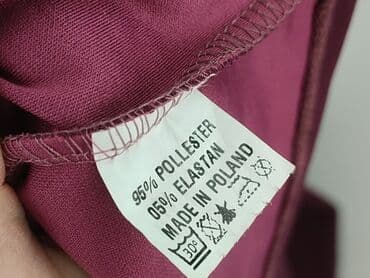 95% POLLESTER
05% ELASTAN
MADE IN POLAND
30°